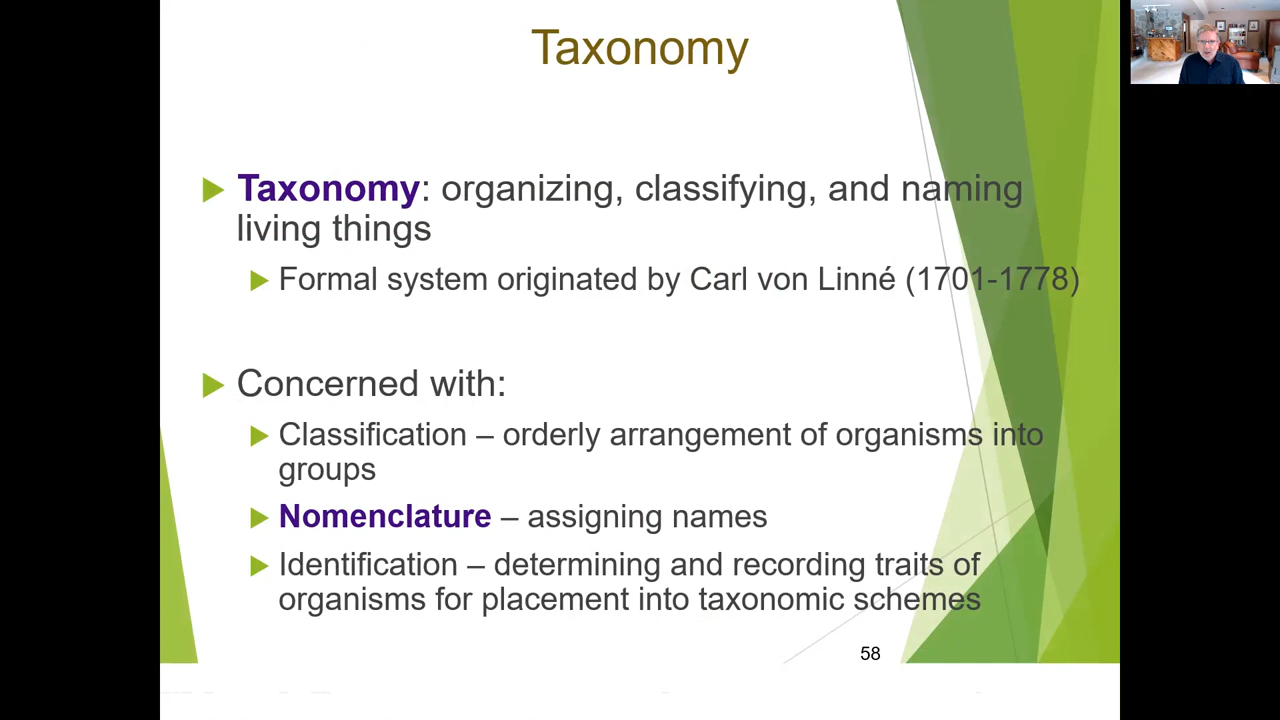 Taxonomy
Taxonomy: organizing, classifying, and naming
living things
Formal system originated by Carl von Linné (1701-1778)
Concerned with:
Classification – orderly arrangement of organisms into
groups
Nomenclature – assigning names
Identification – determining and recording traits of
organisms for placement into taxonomic schemes
58